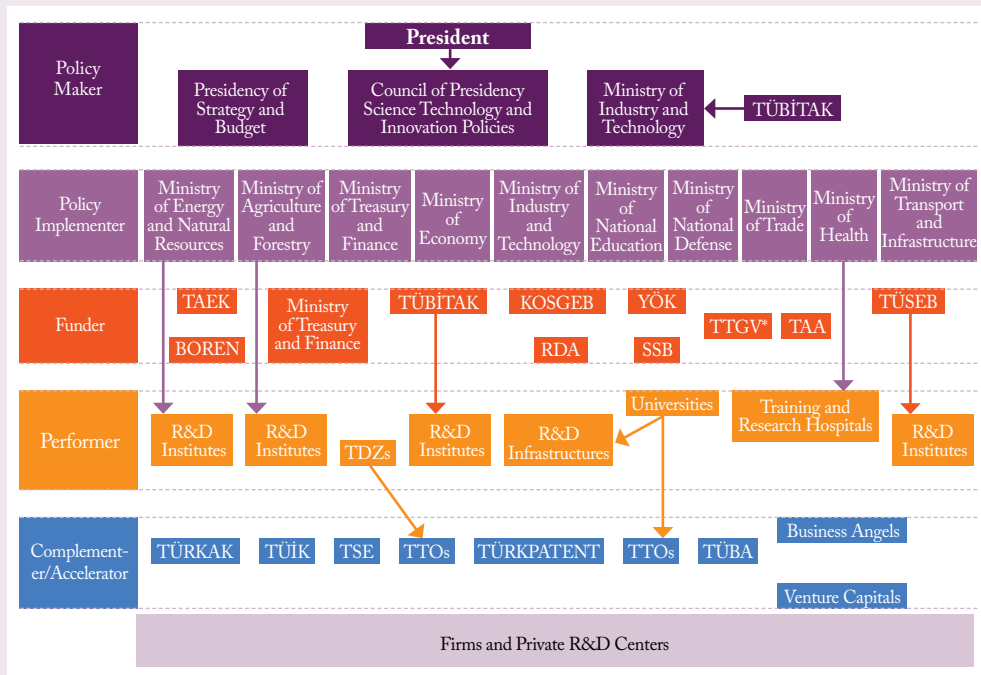 President
Policy
Maker
Presidency of
Strategy and
Budget
Council of Presidency
Science Technology and
Innovation Policies
Ministry of
Industry and
Technology
TÜBİTAK
Policy
Implementer
Ministry
of Energy
and Natural
Resources
Ministry of
Agriculture
and
Forestry
Ministry
of Treasury
and
Finance
Ministry
of
Economy
Ministry of
Industry
and
Technology
Ministry
of
National
Education
Ministry
of
National
Defense
Ministry
of Trade
Ministry
of
Health
Ministry of
Transport
and
Infrastructure
Funder
TAEK
BOREN
Ministry
of Treasury
and Finance
TÜBİTAK
KOSGEB
RDA
YÖK
SSB
TTGV*
TAA
TÜSEB
Performer
R&D
Institutes
R&D
Institutes
TDZs
R&D
Institutes
R&D
Infrastructures
Universities
Training and
Research Hospitals
R&D
Institutes
Complement-
er/Accelerator
TÜRKAK
TÜİK
TSE
TTOs
TÜRKPATENT
TTOs
TÜBA
Business Angels
Venture Capitals
Firms and Private R&D Centers